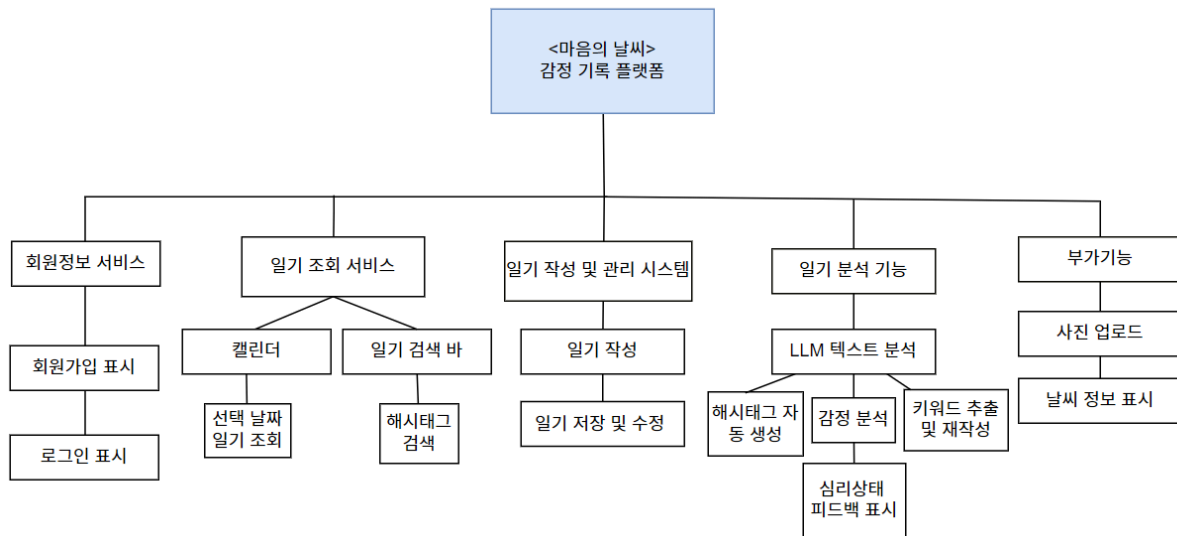 <마음의 날씨>
감정 기록 플랫폼
회원정보 서비스
일기 조회 서비스
일기 작성 및 관리 시스템
일기 분석 기능
부가기능
회원가입 표시
캘린더
일기 검색 바
일기 작성
LLM 텍스트 분석
사진 업로드
로그인 표시
선택 날짜
일기 조회
해시태그
검색
일기 저장 및 수정
해시태그 자
동 생성
감정 분석
키워드 추출
및 재작성
날씨 정보 표시
심리상태
피드백 표시